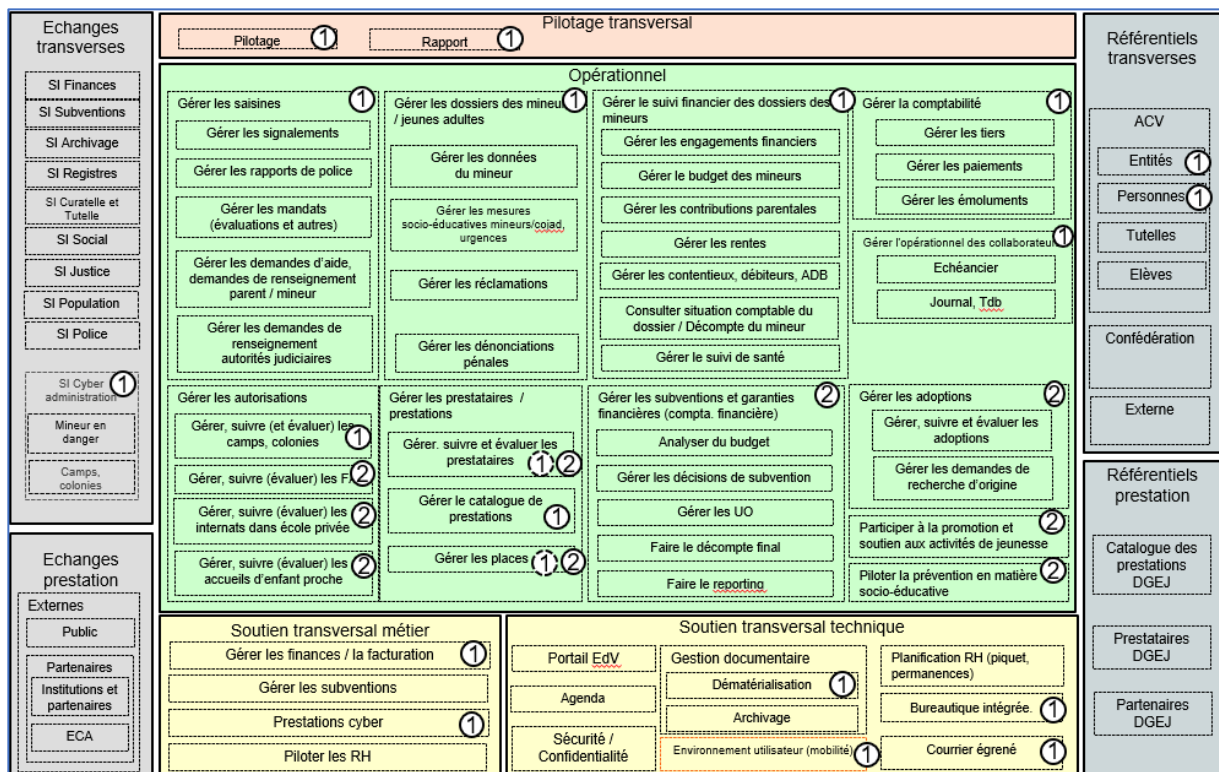 Echanges
transverses
SI Finances
SI Subventions
SI Archivage
SI Registres
SI Curatelle et
Tutelle
SI Social
SI Justice
SI Population
SI Police
SI Cyber
administration
1
Mineur en
danger
Camps,
colonies
Echanges
prestation
Externes
Public
Partenaires
Institutions et
partenaires
ECA
Pilotage transversal
Pilotage
1
Rapport
1
Opérationnel
Gérer les saisines
1
Gérer les signalements
Gérer les rapports de police
Gérer les mandats
(évaluations et autres)
Gérer les demandes d'aide,
demandes de renseignement
parent / mineur
Gérer les demandes de
renseignement
autorités judiciaires
Gérer les dossiers des mineur
/ jeunes adultes
1
Gérer les données
du mineur
Gérer les mesures
socio-éducatives mineurs/cojad,
urgences
Gérer les réclamations
Gérer les dénonciations
pénales
Gérer le suivi financier des dossiers des
mineurs
1
Gérer les engagements financiers
Gérer le budget des mineurs
Gérer les contributions parentales
Gérer les rentes
Gérer les contentieux, débiteurs, ADB
Consulter situation comptable du
dossier / Décompte du mineur
Gérer le suivi de santé
Gérer la comptabilité
1
Gérer les tiers
Gérer les paiements
Gérer les émoluments
Gérer l'opérationnel des collaborateur
1
Echéancier
Journal, Tdb
Gérer les autorisations
Gérer, suivre (et évaluer) les
camps, colonies
1
Gérer, suivre (évaluer) les F
2
Gérer, suivre (évaluer) les
internats dans école privée
2
Gérer, suivre (évaluer) les
accueils d'enfant proche
2
Gérer les prestataires /
prestations
Gérer. suivre et évaluer les
prestataires
1 2
Gérer le catalogue de
prestations
1
Gérer les places
1 2
Gérer les subventions et garanties
financières (compta. financière)
2
Analyser du budget
Gérer les décisions de subvention
Gérer les UO
Faire le décompte final
Faire le reporting
Gérer les adoptions
2
Gérer, suivre et évaluer les
adoptions
Gérer les demandes de
recherche d'origine
Participer à la promotion et
soutien aux activités de jeunesse
2
Piloter la prévention en matière
socio-éducative
2
Soutien transversal métier
Gérer les finances / la facturation
1
Gérer les subventions
Prestations cyber
1
Piloter les RH
Soutien transversal technique
Portail EdV
Agenda
Sécurité /
Confidentialité
Gestion documentaire
Dématérialisation
1
Archivage
Environnement utilisateur (mobilité)
1
Planification RH (piquet,
permanences)
Bureautique intégrée.
1
Courrier égrené
1
Référentiels
transverses
ACV
Entités
1
Personnes
1
Tutelles
Elèves
Confédération
Externe
Référentiels
prestation
Catalogue des
prestations
DGEJ
Prestataires
DGEJ
Partenaires
DGEJ